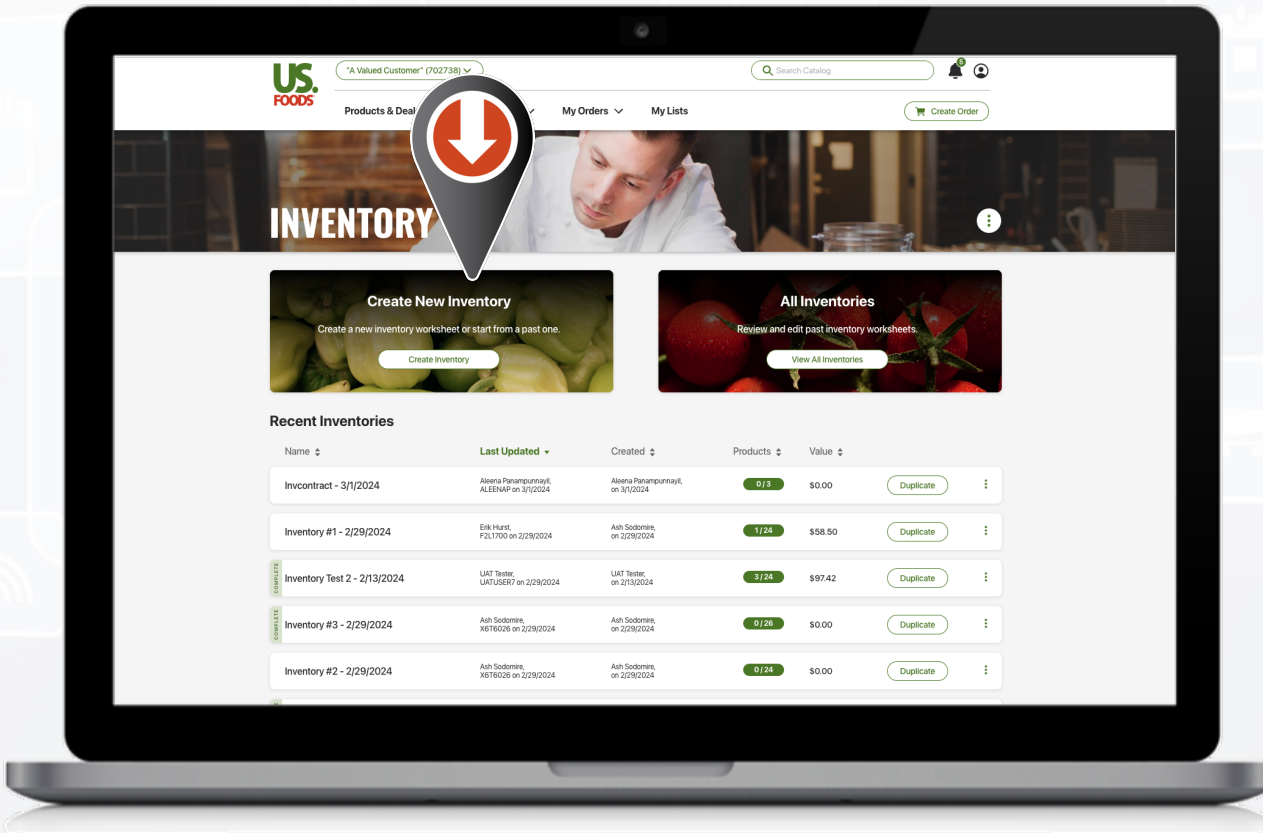 US.
FOODS
"A Valued Customer" (702738)
Search Catalog
5
Products & Deal
My Orders
My Lists
Create Order
INVENTORY
Create New Inventory
Create a new inventory worksheet or start from a past one.
Create Inventory
All Inventories
Review and edit past inventory worksheets.
View All Inventories
Recent Inventories
Name
Last Updated
Created
Products
Value
Invcontract - 3/1/2024
Aleena Panampunnayil,
ALEENAP on 3/1/2024
Aleena Panampunnayil,
on 3/1/2024
0 / 3
$0.00
Duplicate
Inventory #1 - 2/29/2024
Erik Hurst,
F2L1700 on 2/29/2024
Ash Sodomire,
on 2/29/2024
1 / 24
$58.50
Duplicate
COMPLETE
Inventory Test 2 - 2/13/2024
UAT Tester,
UATUSER7 on 2/29/2024
UAT Tester,
on 2/13/2024
3 / 24
$97.42
Duplicate
COMPLETE
Inventory #3 - 2/29/2024
Ash Sodomire,
X6T6026 on 2/29/2024
Ash Sodomire,
on 2/29/2024
0 / 26
$0.00
Duplicate
Inventory #2 - 2/29/2024
Ash Sodomire,
X6T6026 on 2/29/2024
Ash Sodomire,
on 2/29/2024
0 / 24
$0.00
Duplicate